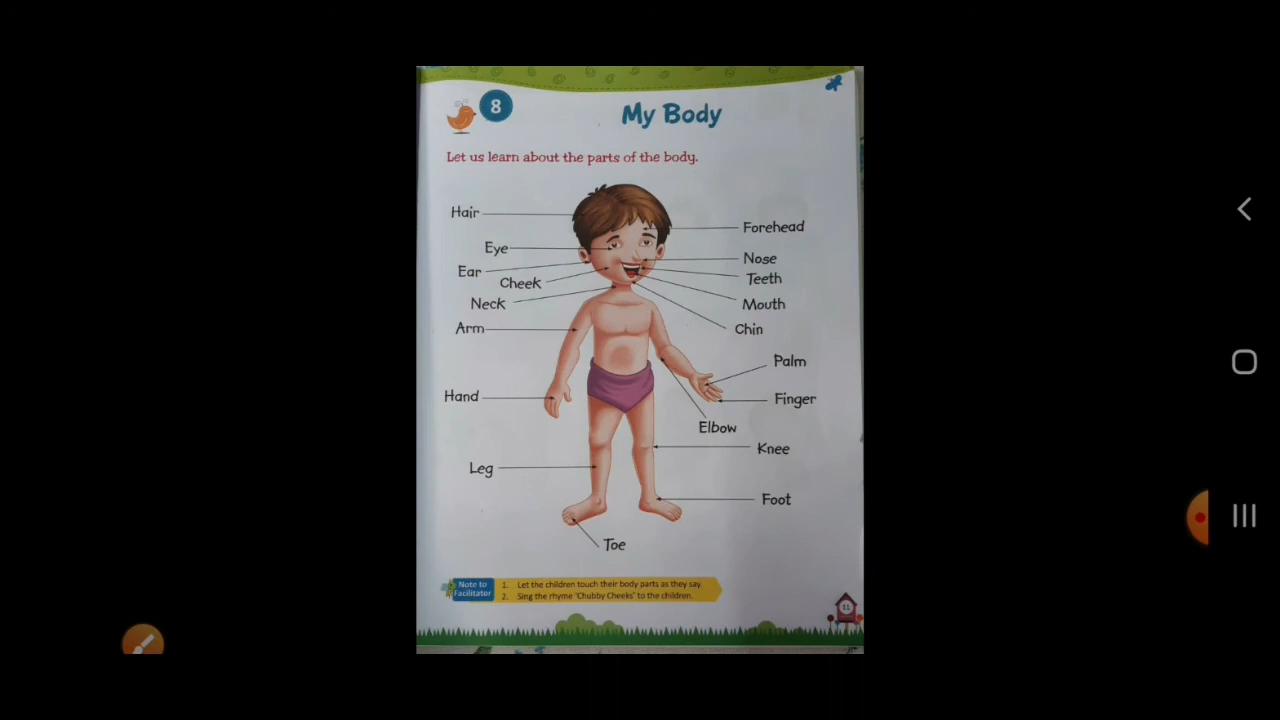 8
My Body
Let us learn about the parts of the body.
Hair
Forehead
Eye
Nose
Ear
Teeth
Cheek
Neck
Mouth
Arm
Chin
Palm
Hand
Finger
Elbow
Knee
Leg
Foot
Toe
Note to
Facilitator
1. Let the children touch their body parts as they say.
2. Sing the rhyme 'Chubby Cheeks' to the children.
11